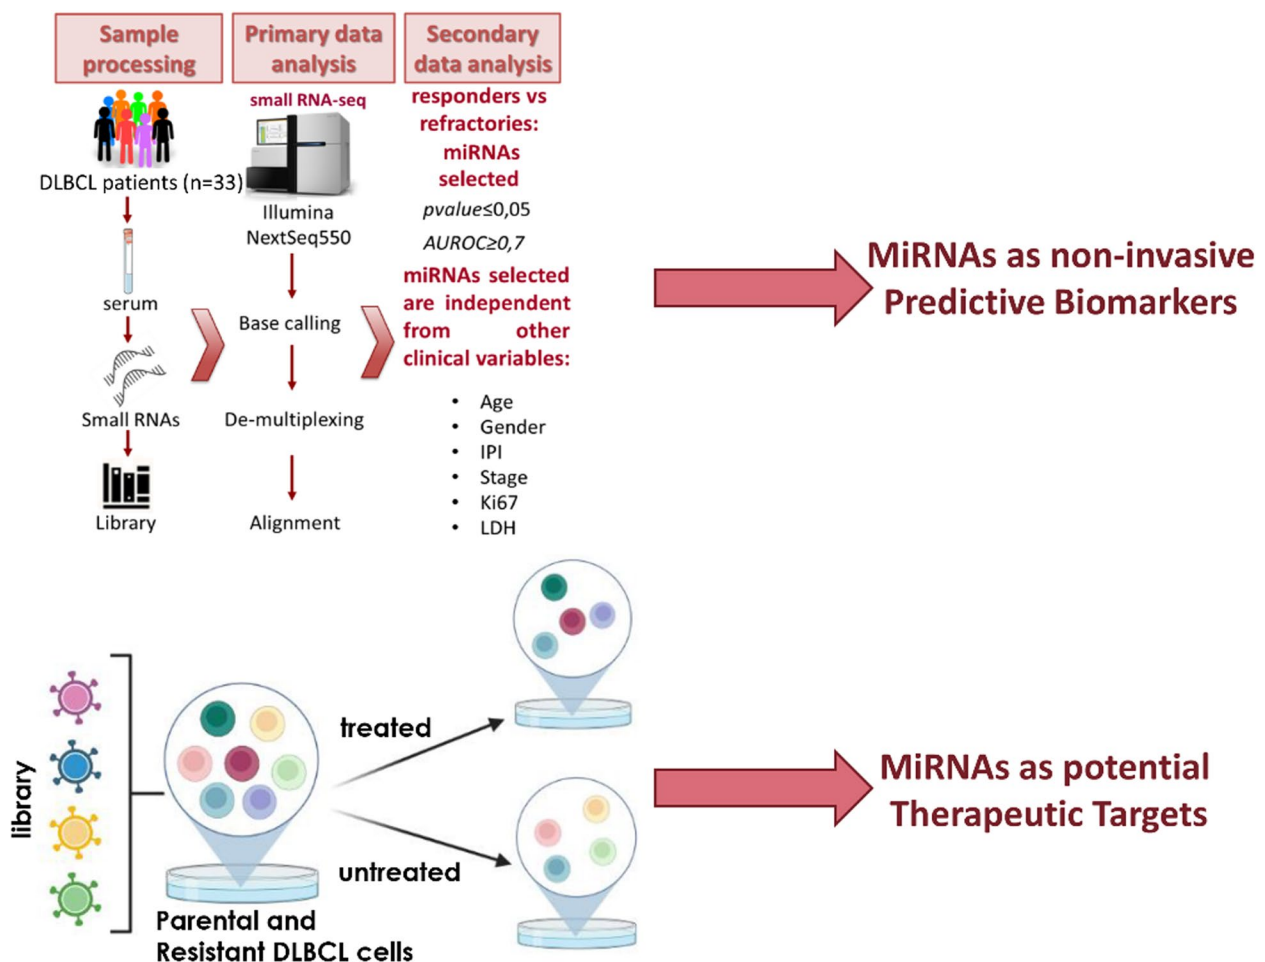 Sample
processing
DLBCL patients (n=33)
serum
Small RNAs
Library
Primary data
analysis
small RNA-seq
Illumina
NextSeq550
Base calling
De-multiplexing
Alignment
Secondary
data analysis
responders vs
refractories:
miRNAs
selected
pvalue≤0,05
AUROC≥0,7
miRNAs selected
are independent
from other
clinical variables:
• Age
• Gender
• IPI
• Stage
• Ki67
• LDH
MiRNAs as non-invasive
Predictive Biomarkers
library
Parental and
Resistant DLBCL cells
treated
untreated
MiRNAs as potential
Therapeutic Targets